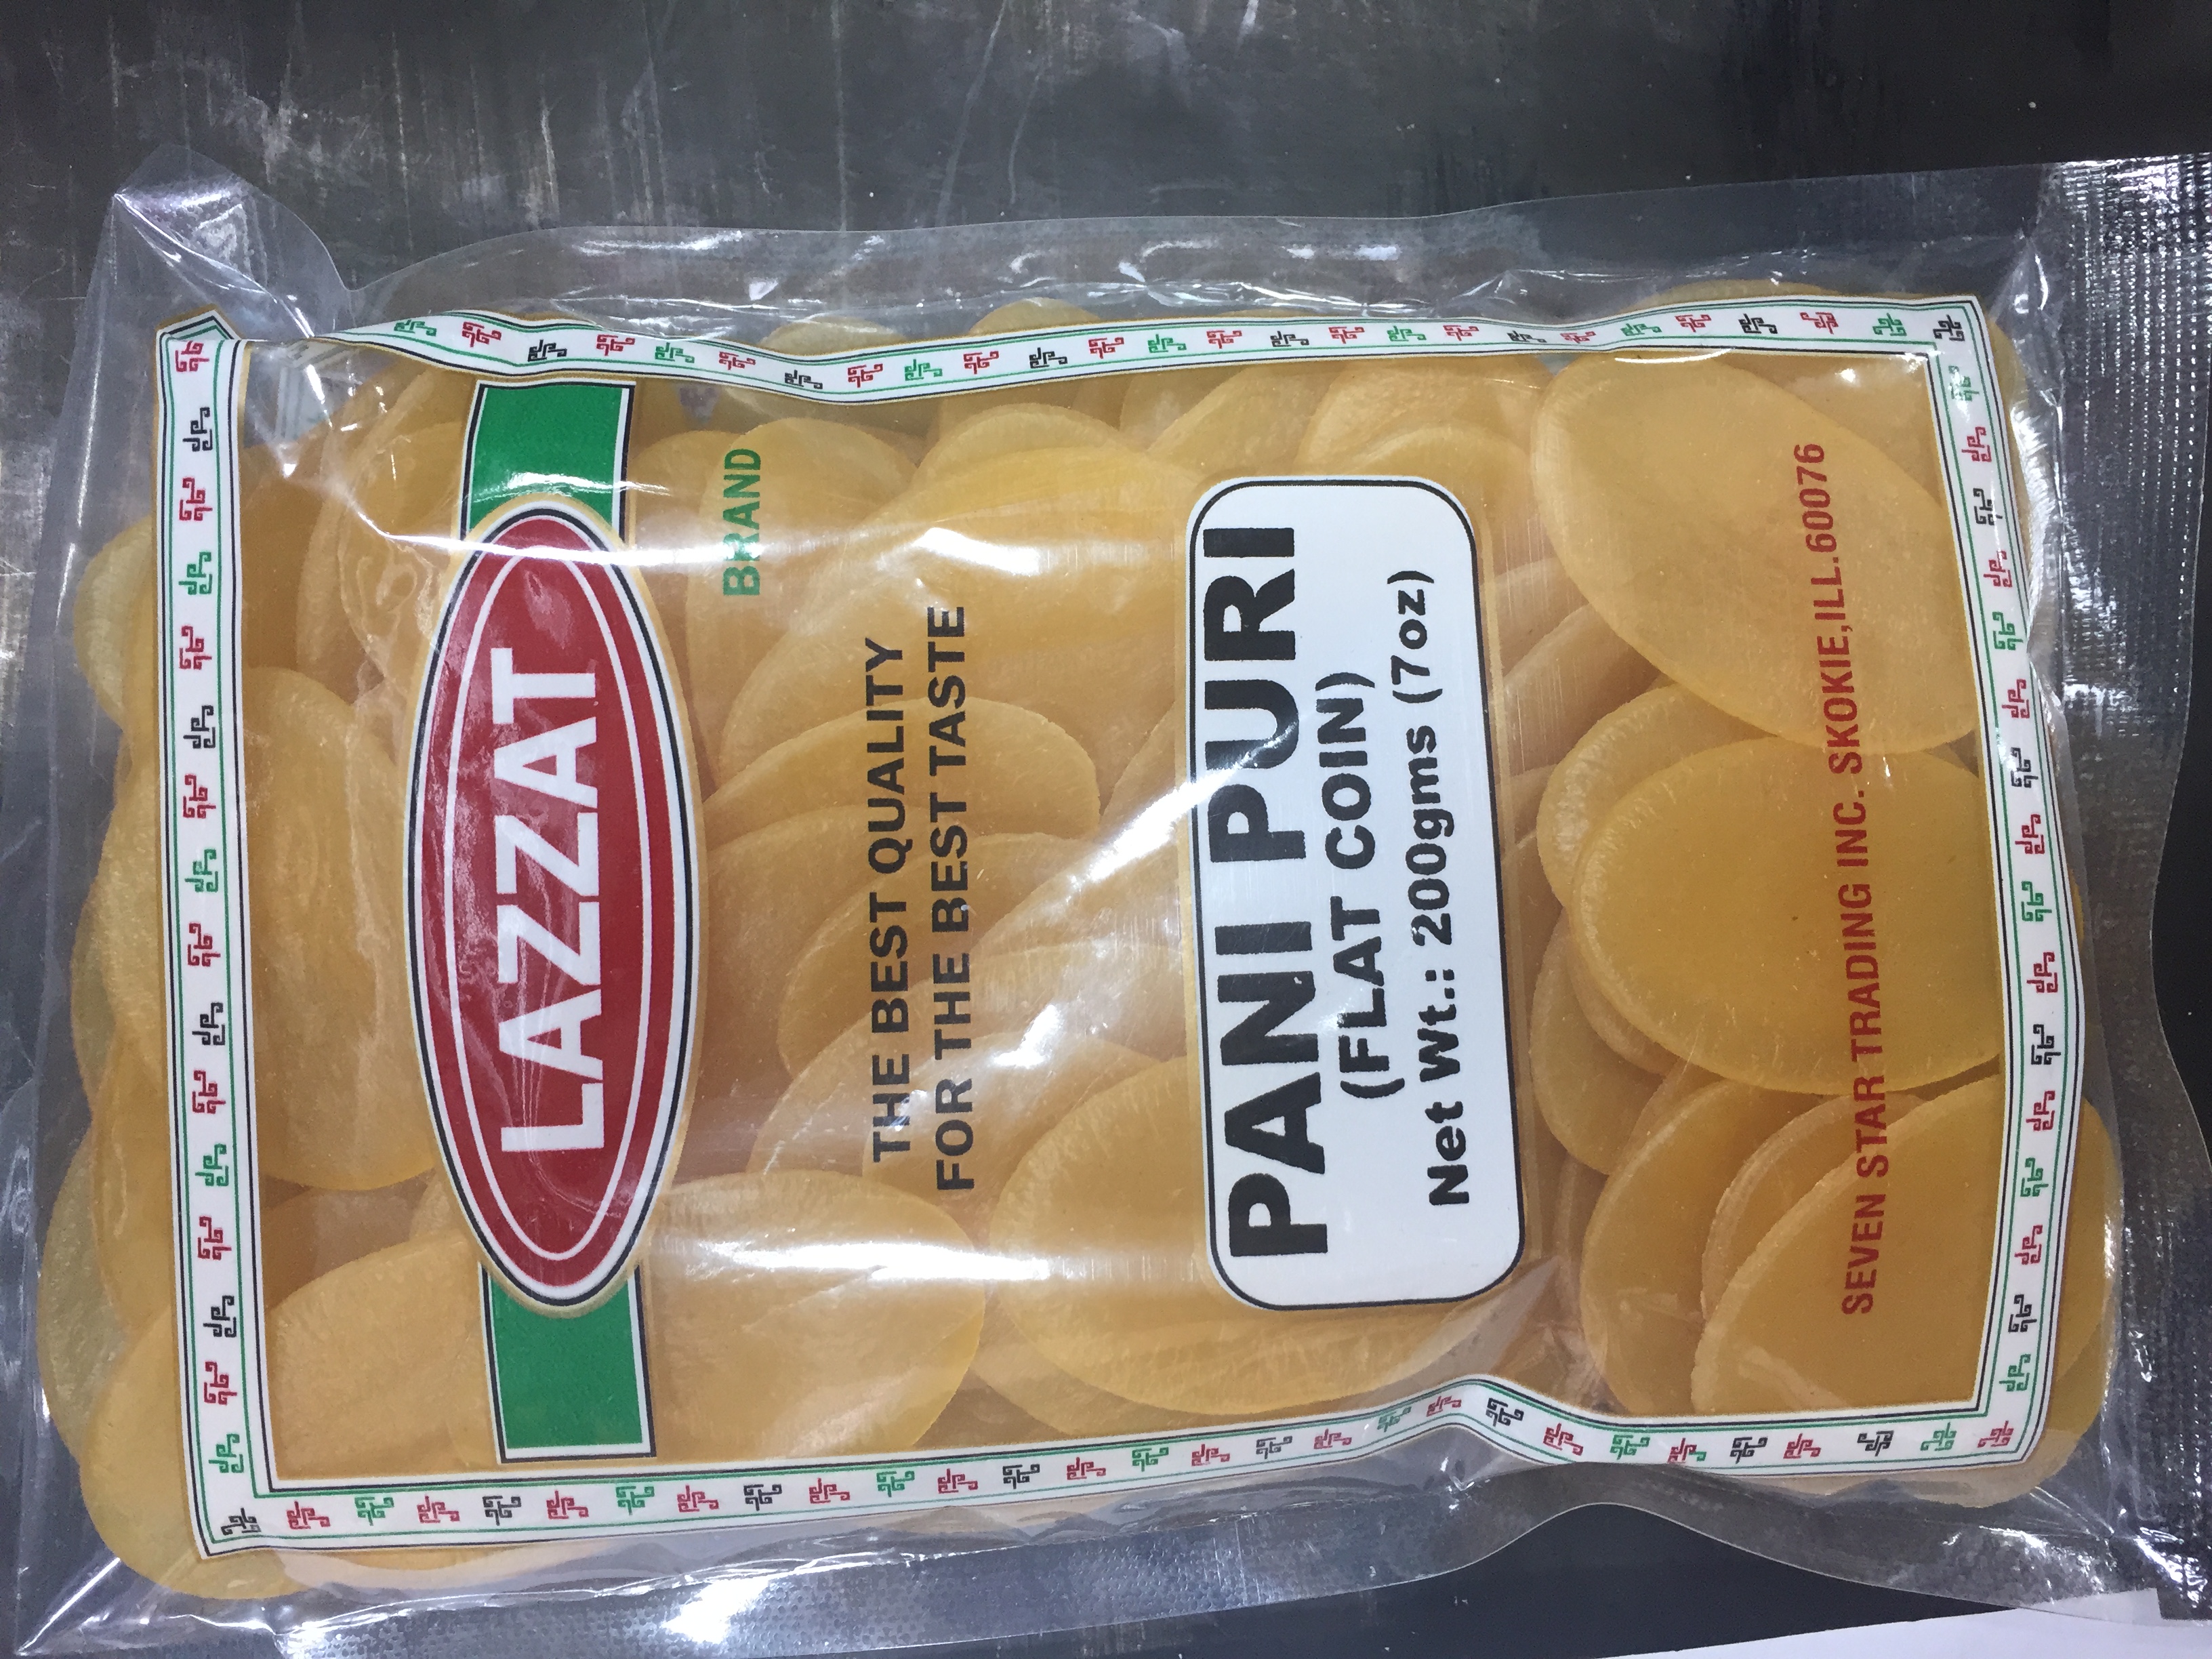 LAZZAT
BRAND
THE BEST QUALITY
FOR THE BEST TASTE
PANI PURI
(FLAT COIN)
Net Wt.: 200gms (7oz)
SEVEN STAR TRADING INC. SKOKIE,ILL.60076